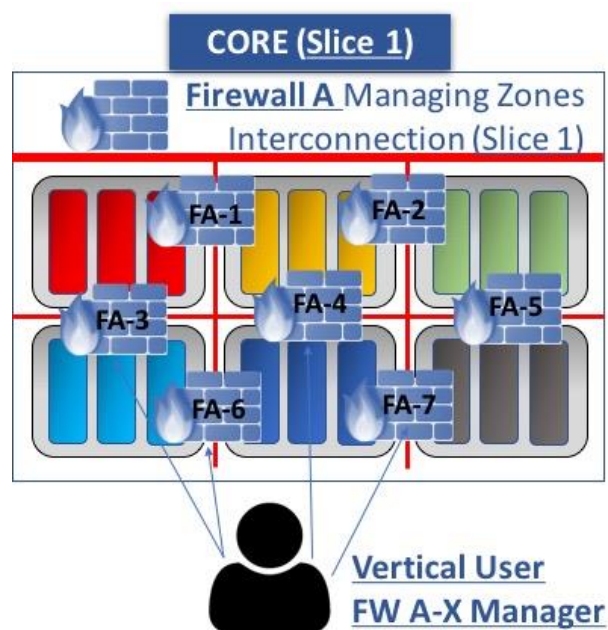 CORE (Slice 1)
Firewall A Managing Zones
Interconnection (Slice 1)
FA-1
FA-2
FA-3
FA-4
FA-5
FA-6
FA-7
Vertical User
FW A-X Manager